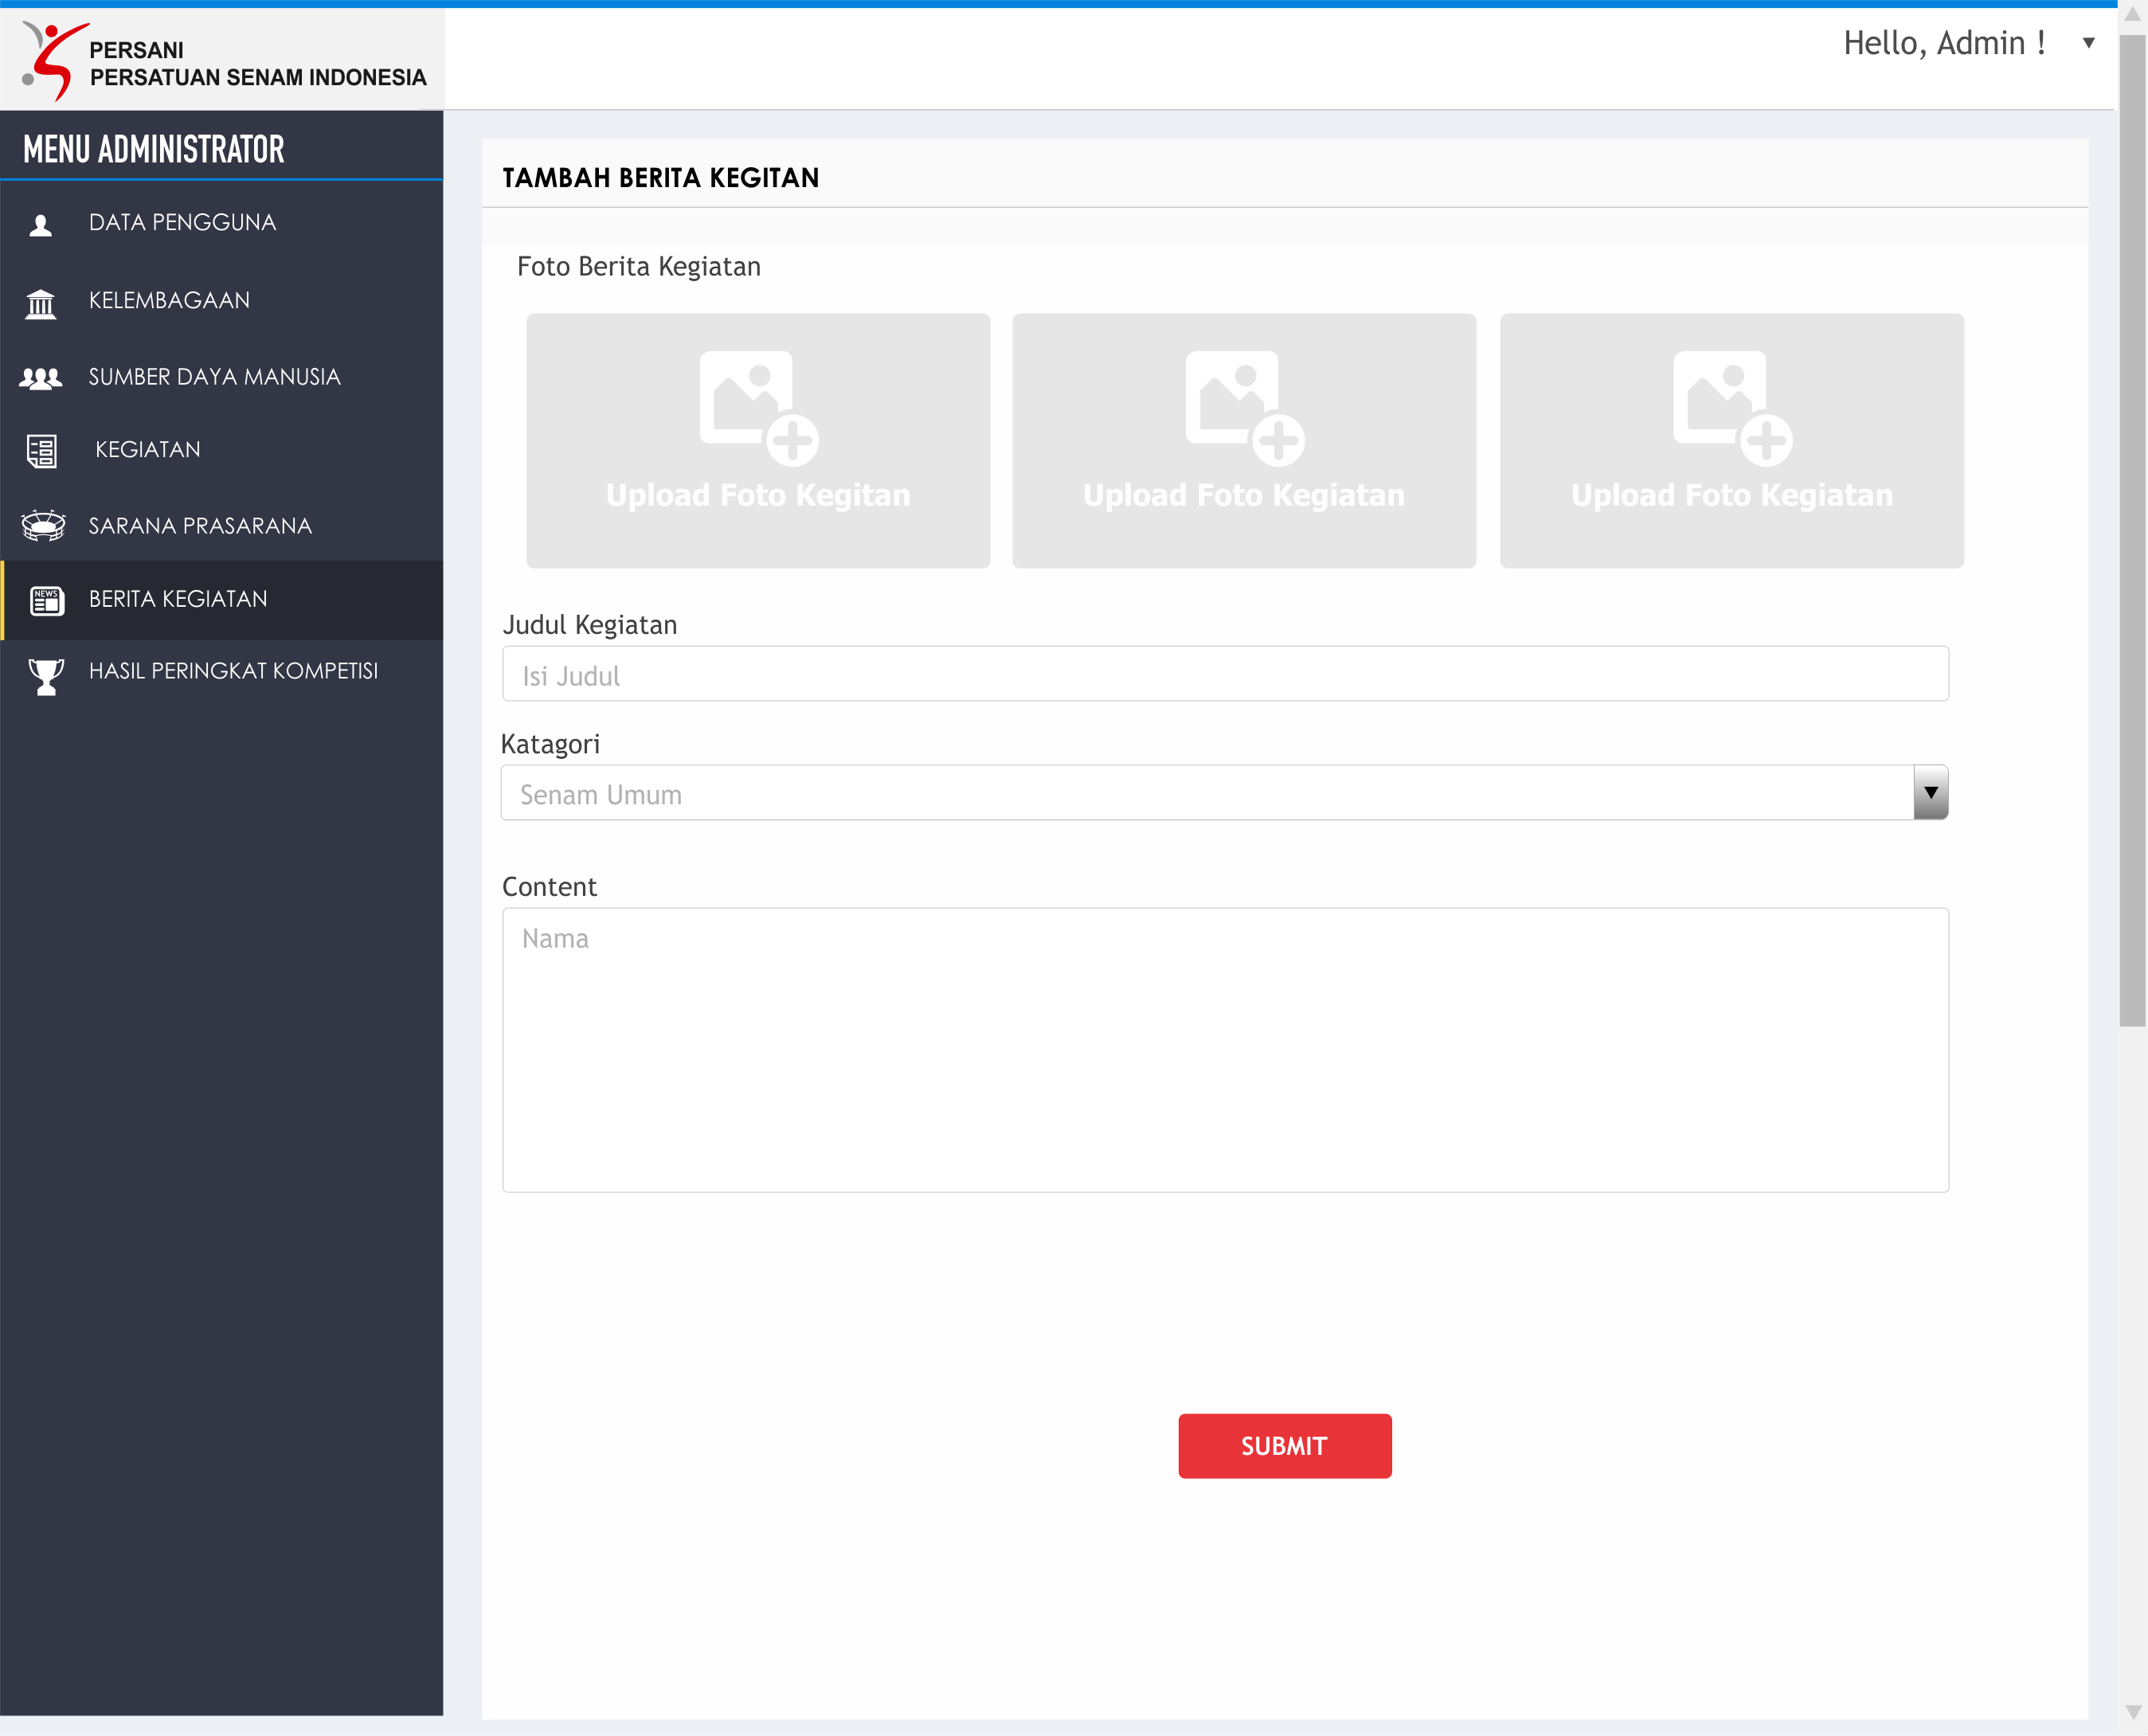 PERSANI
PERSATUAN SENAM INDONESIA
Hello, Admin !
MENU ADMINISTRATOR
DATA PENGGUNA
KELEMBAGAAN
SUMBER DAYA MANUSIA
KEGIATAN
SARANA PRASARANA
NEWS
BERITA KEGIATAN
HASIL PERINGKAT KOMPETISI
TAMBAH BERITA KEGITAN
Foto Berita Kegiatan
Upload Foto Kegitan
Upload Foto Kegiatan
Upload Foto Kegiatan
Judul Kegiatan
Isi Judul
Katagori
Senam Umum
Content
Nama
SUBMIT